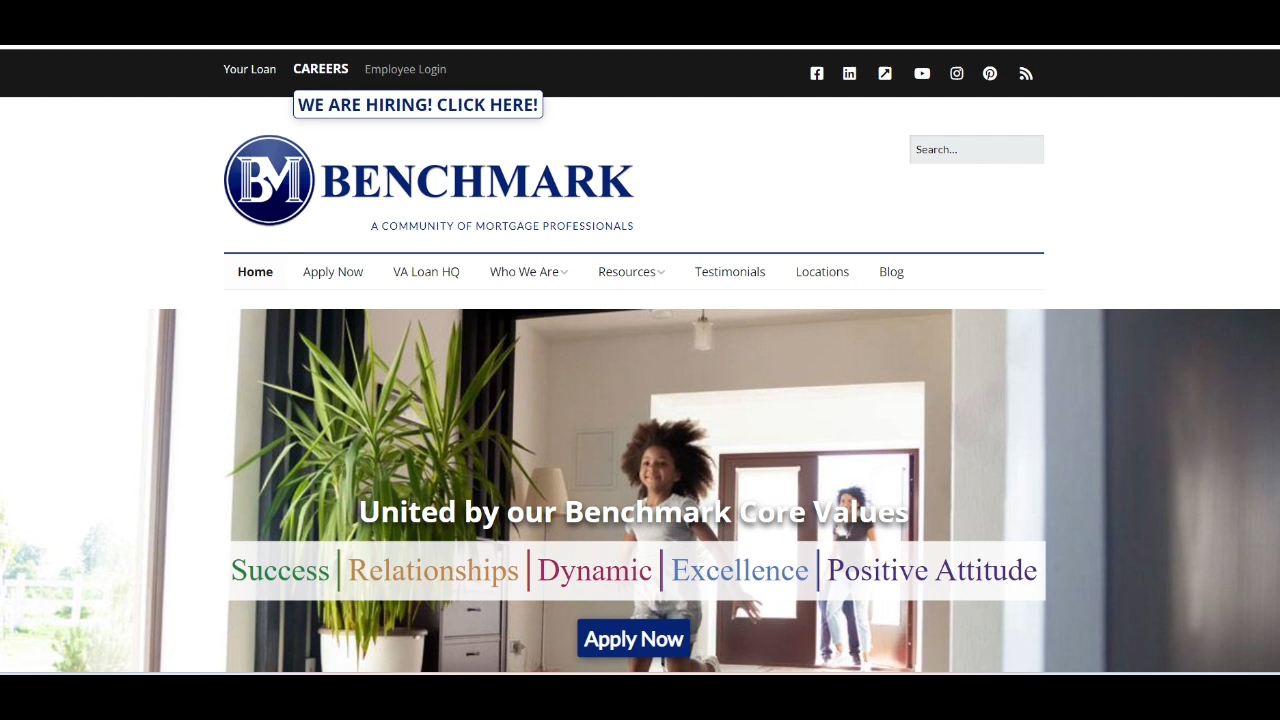 Your Loan CAREERS Employee Login
WE ARE HIRING! CLICK HERE!
Search...
BM BENCHMARK
A COMMUNITY OF MORTGAGE PROFESSIONALS
Home Apply Now VA Loan HQ Who We Are Resources Testimonials Locations Blog
United by our Benchmark Core Values
Success | Relationships | Dynamic | Excellence | Positive Attitude
Apply Now